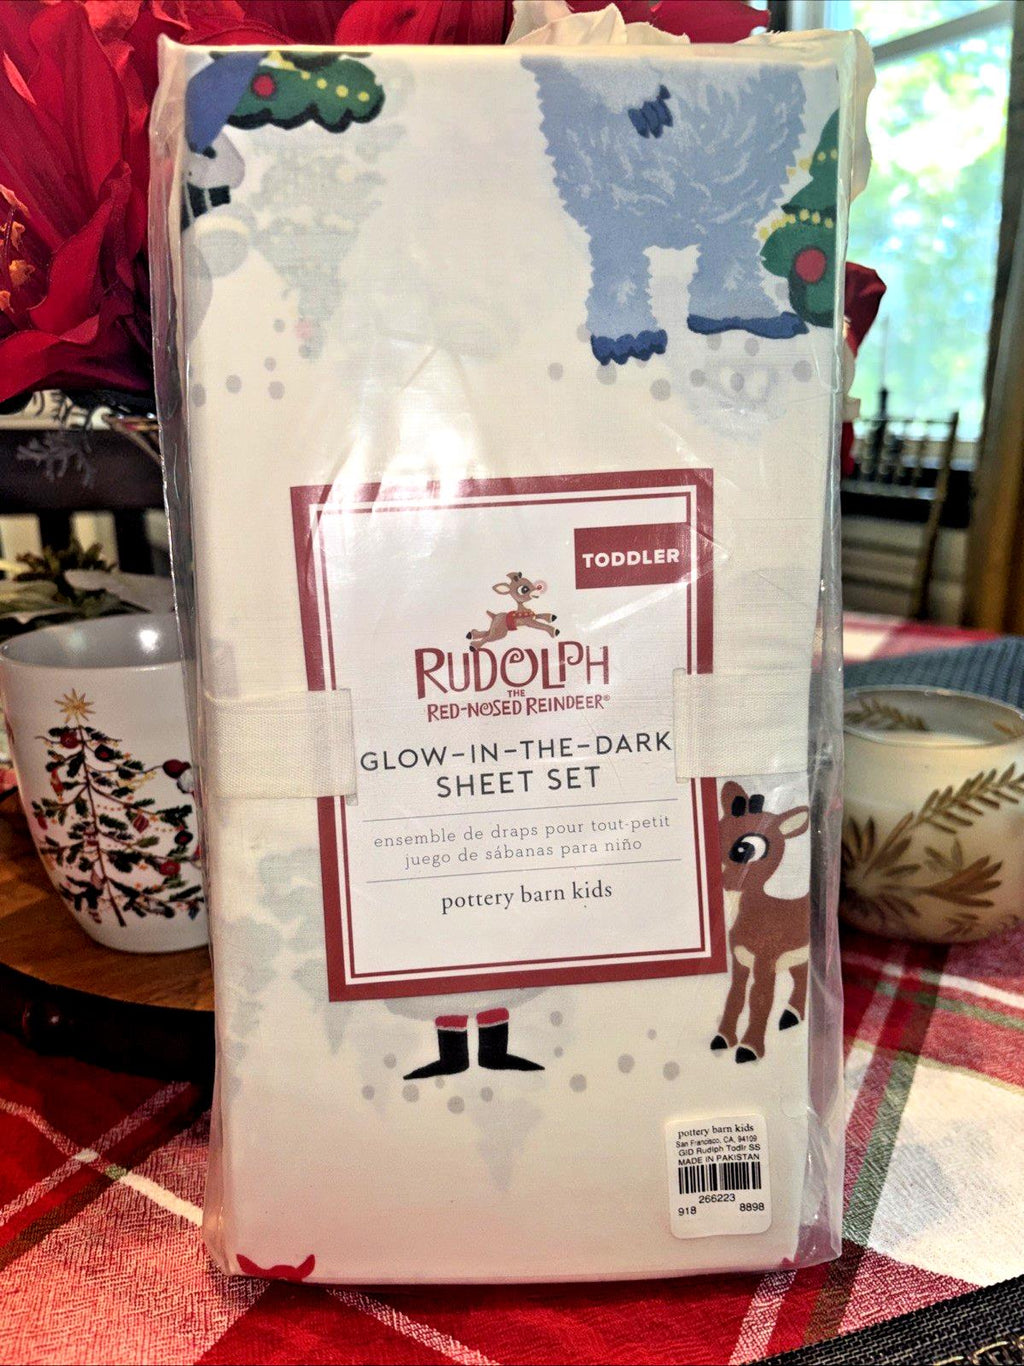 TODDLER
RUDOLPH
THE
RED-NOSED REINDEER®
GLOW-IN-THE-DARK
SHEET SET
ensemble de draps pour tout-petit
juego de sábanas para niño
pottery barn kids
pottery barn kids
San Francisco, CA, 94109
GID Rudlph Todlr SS
MADE IN PAKISTAN
266223
918 8898